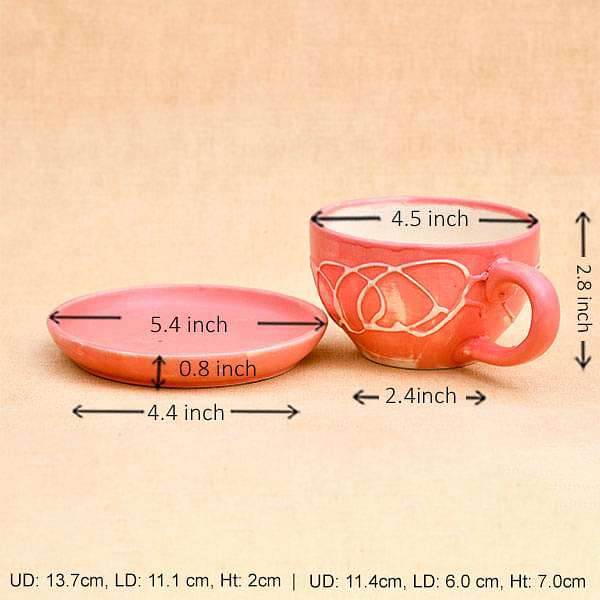 4.5 inch
2.8 inch
5.4 inch
0.8 inch
2.4inch
4.4 inch
UD: 13.7cm, LD: 11.1 cm, Ht: 2cm | UD: 11.4cm, LD: 6.0 cm, Ht: 7.0cm